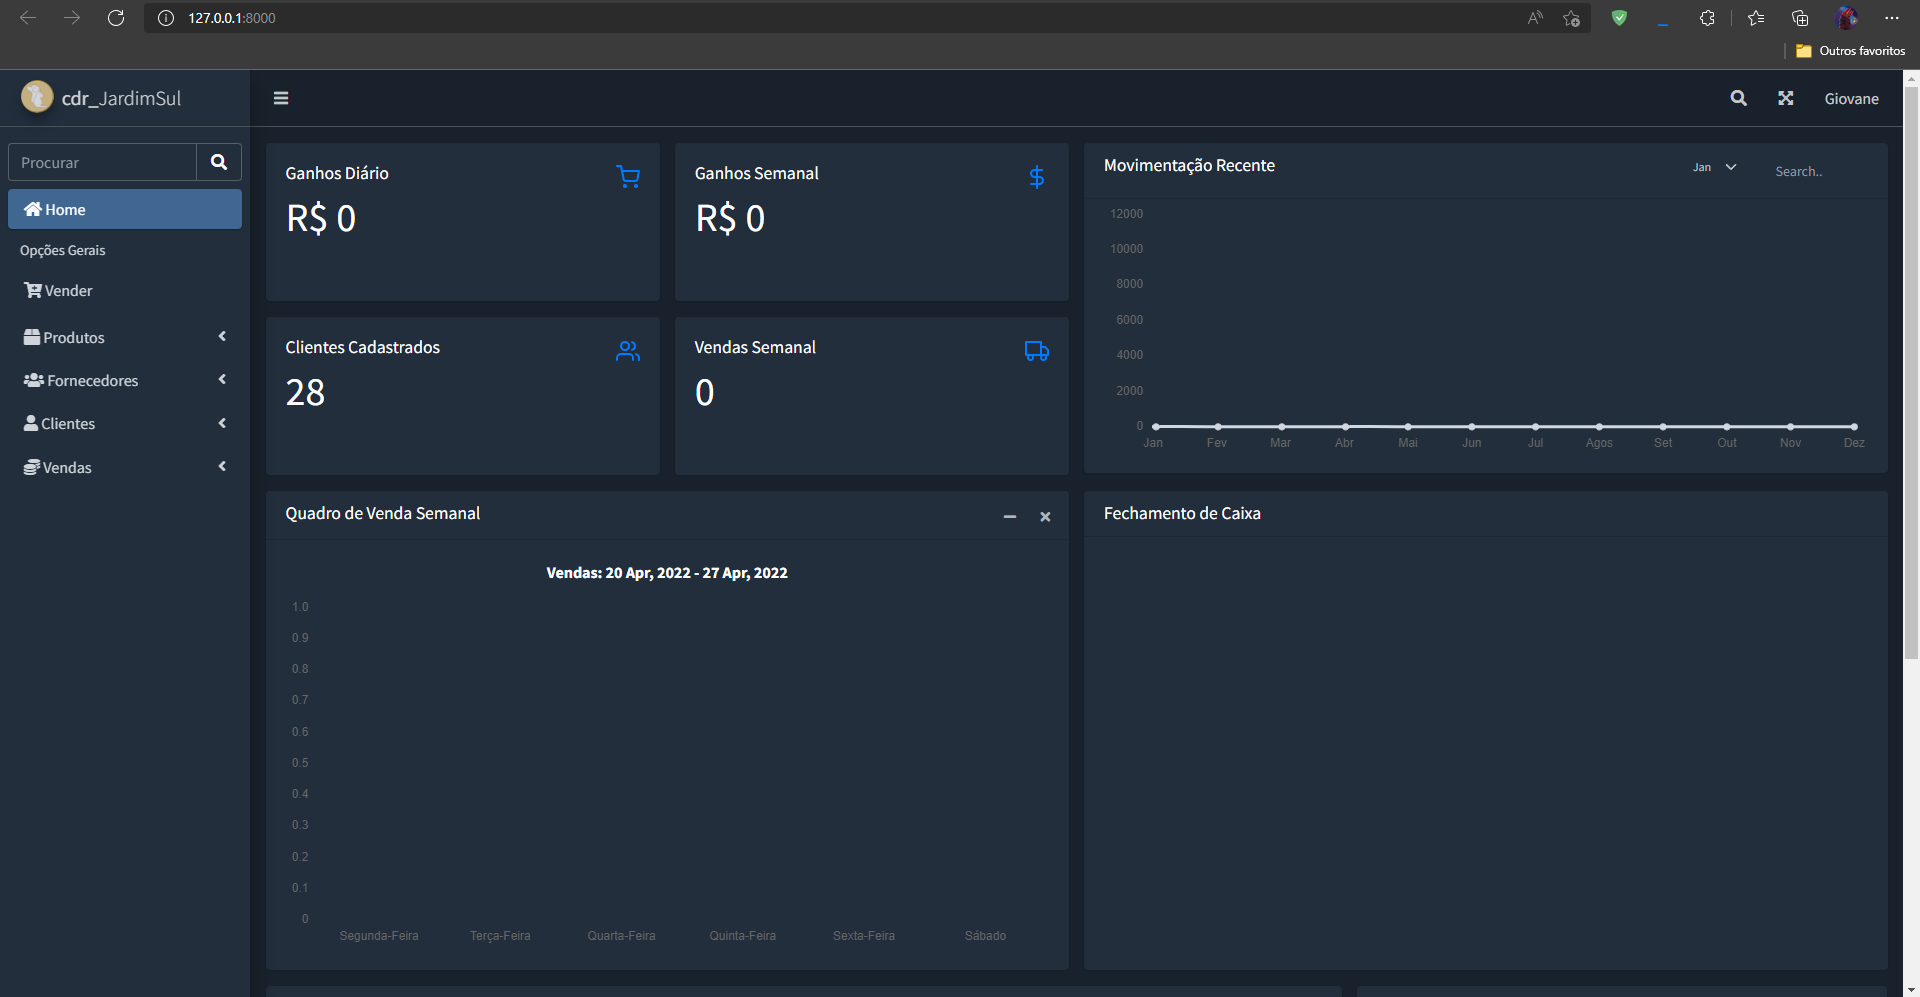 127.0.0.1:8000
Outros favoritos
cdr_JardimSul
Giovane
Procurar
Home
Opções Gerais
Vender
Produtos
Fornecedores
Clientes
Vendas
Ganhos Diário
R$ 0
Ganhos Semanal
R$ 0
Clientes Cadastrados
28
Vendas Semanal
0
Movimentação Recente
Jan
Search..
12000
10000
8000
6000
4000
2000
0
Jan Fev Mar Abr Mai Jun Jul Agos Set Out Nov Dez
Quadro de Venda Semanal
Vendas: 20 Apr, 2022 - 27 Apr, 2022
1.0
0.9
0.8
0.7
0.6
0.5
0.4
0.3
0.2
0.1
0
Segunda-Feira Terça-Feira Quarta-Feira Quinta-Feira Sexta-Feira Sábado
Fechamento de Caixa